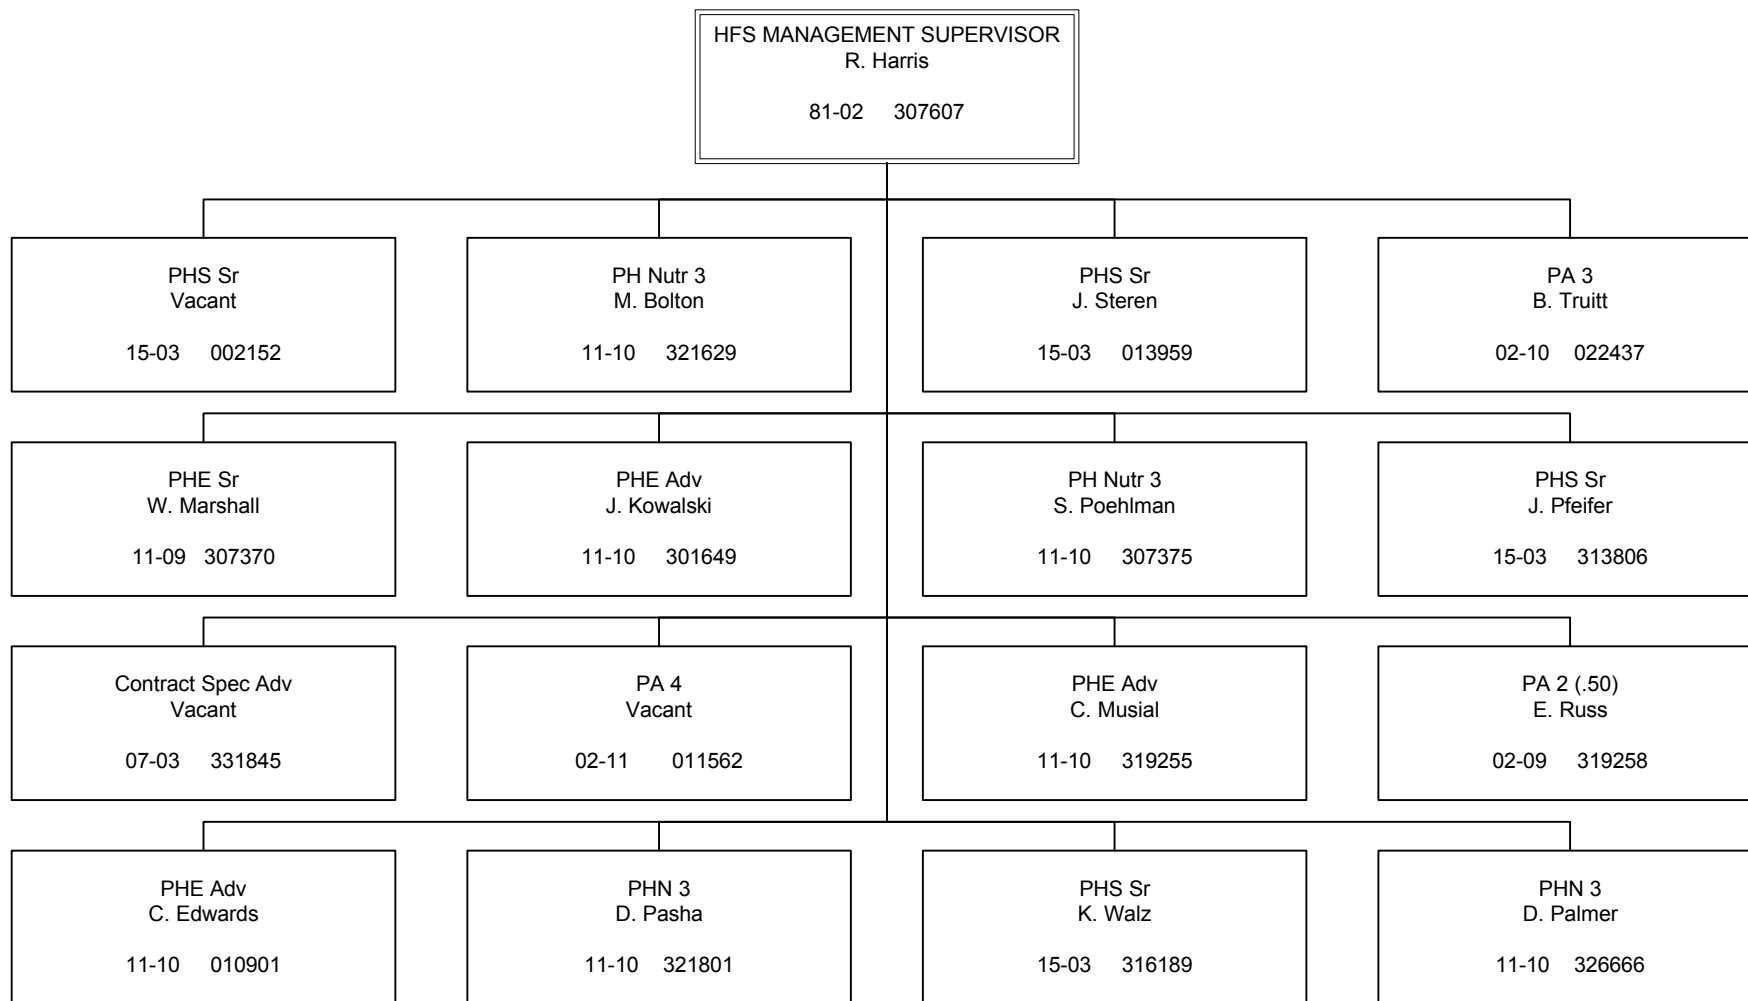 HFS MANAGEMENT SUPERVISOR
R. Harris
81-02 307607
PHS Sr
Vacant
15-03 002152
PH Nutr 3
M. Bolton
11-10 321629
PHS Sr
J. Steren
15-03 013959
PA 3
B. Truitt
02-10 022437
PHE Sr
W. Marshall
11-09 307370
PHE Adv
J. Kowalski
11-10 301649
PH Nutr 3
S. Poehlman
11-10 307375
PHS Sr
J. Pfeifer
15-03 313806
Contract Spec Adv
Vacant
07-03 331845
PA 4
Vacant
02-11 011562
PHE Adv
C. Musial
11-10 319255
PA 2 (.50)
E. Russ
02-09 319258
PHE Adv
C. Edwards
11-10 010901
PHN 3
D. Pasha
11-10 321801
PHS Sr
K. Walz
15-03 316189
PHN 3
D. Palmer
11-10 326666